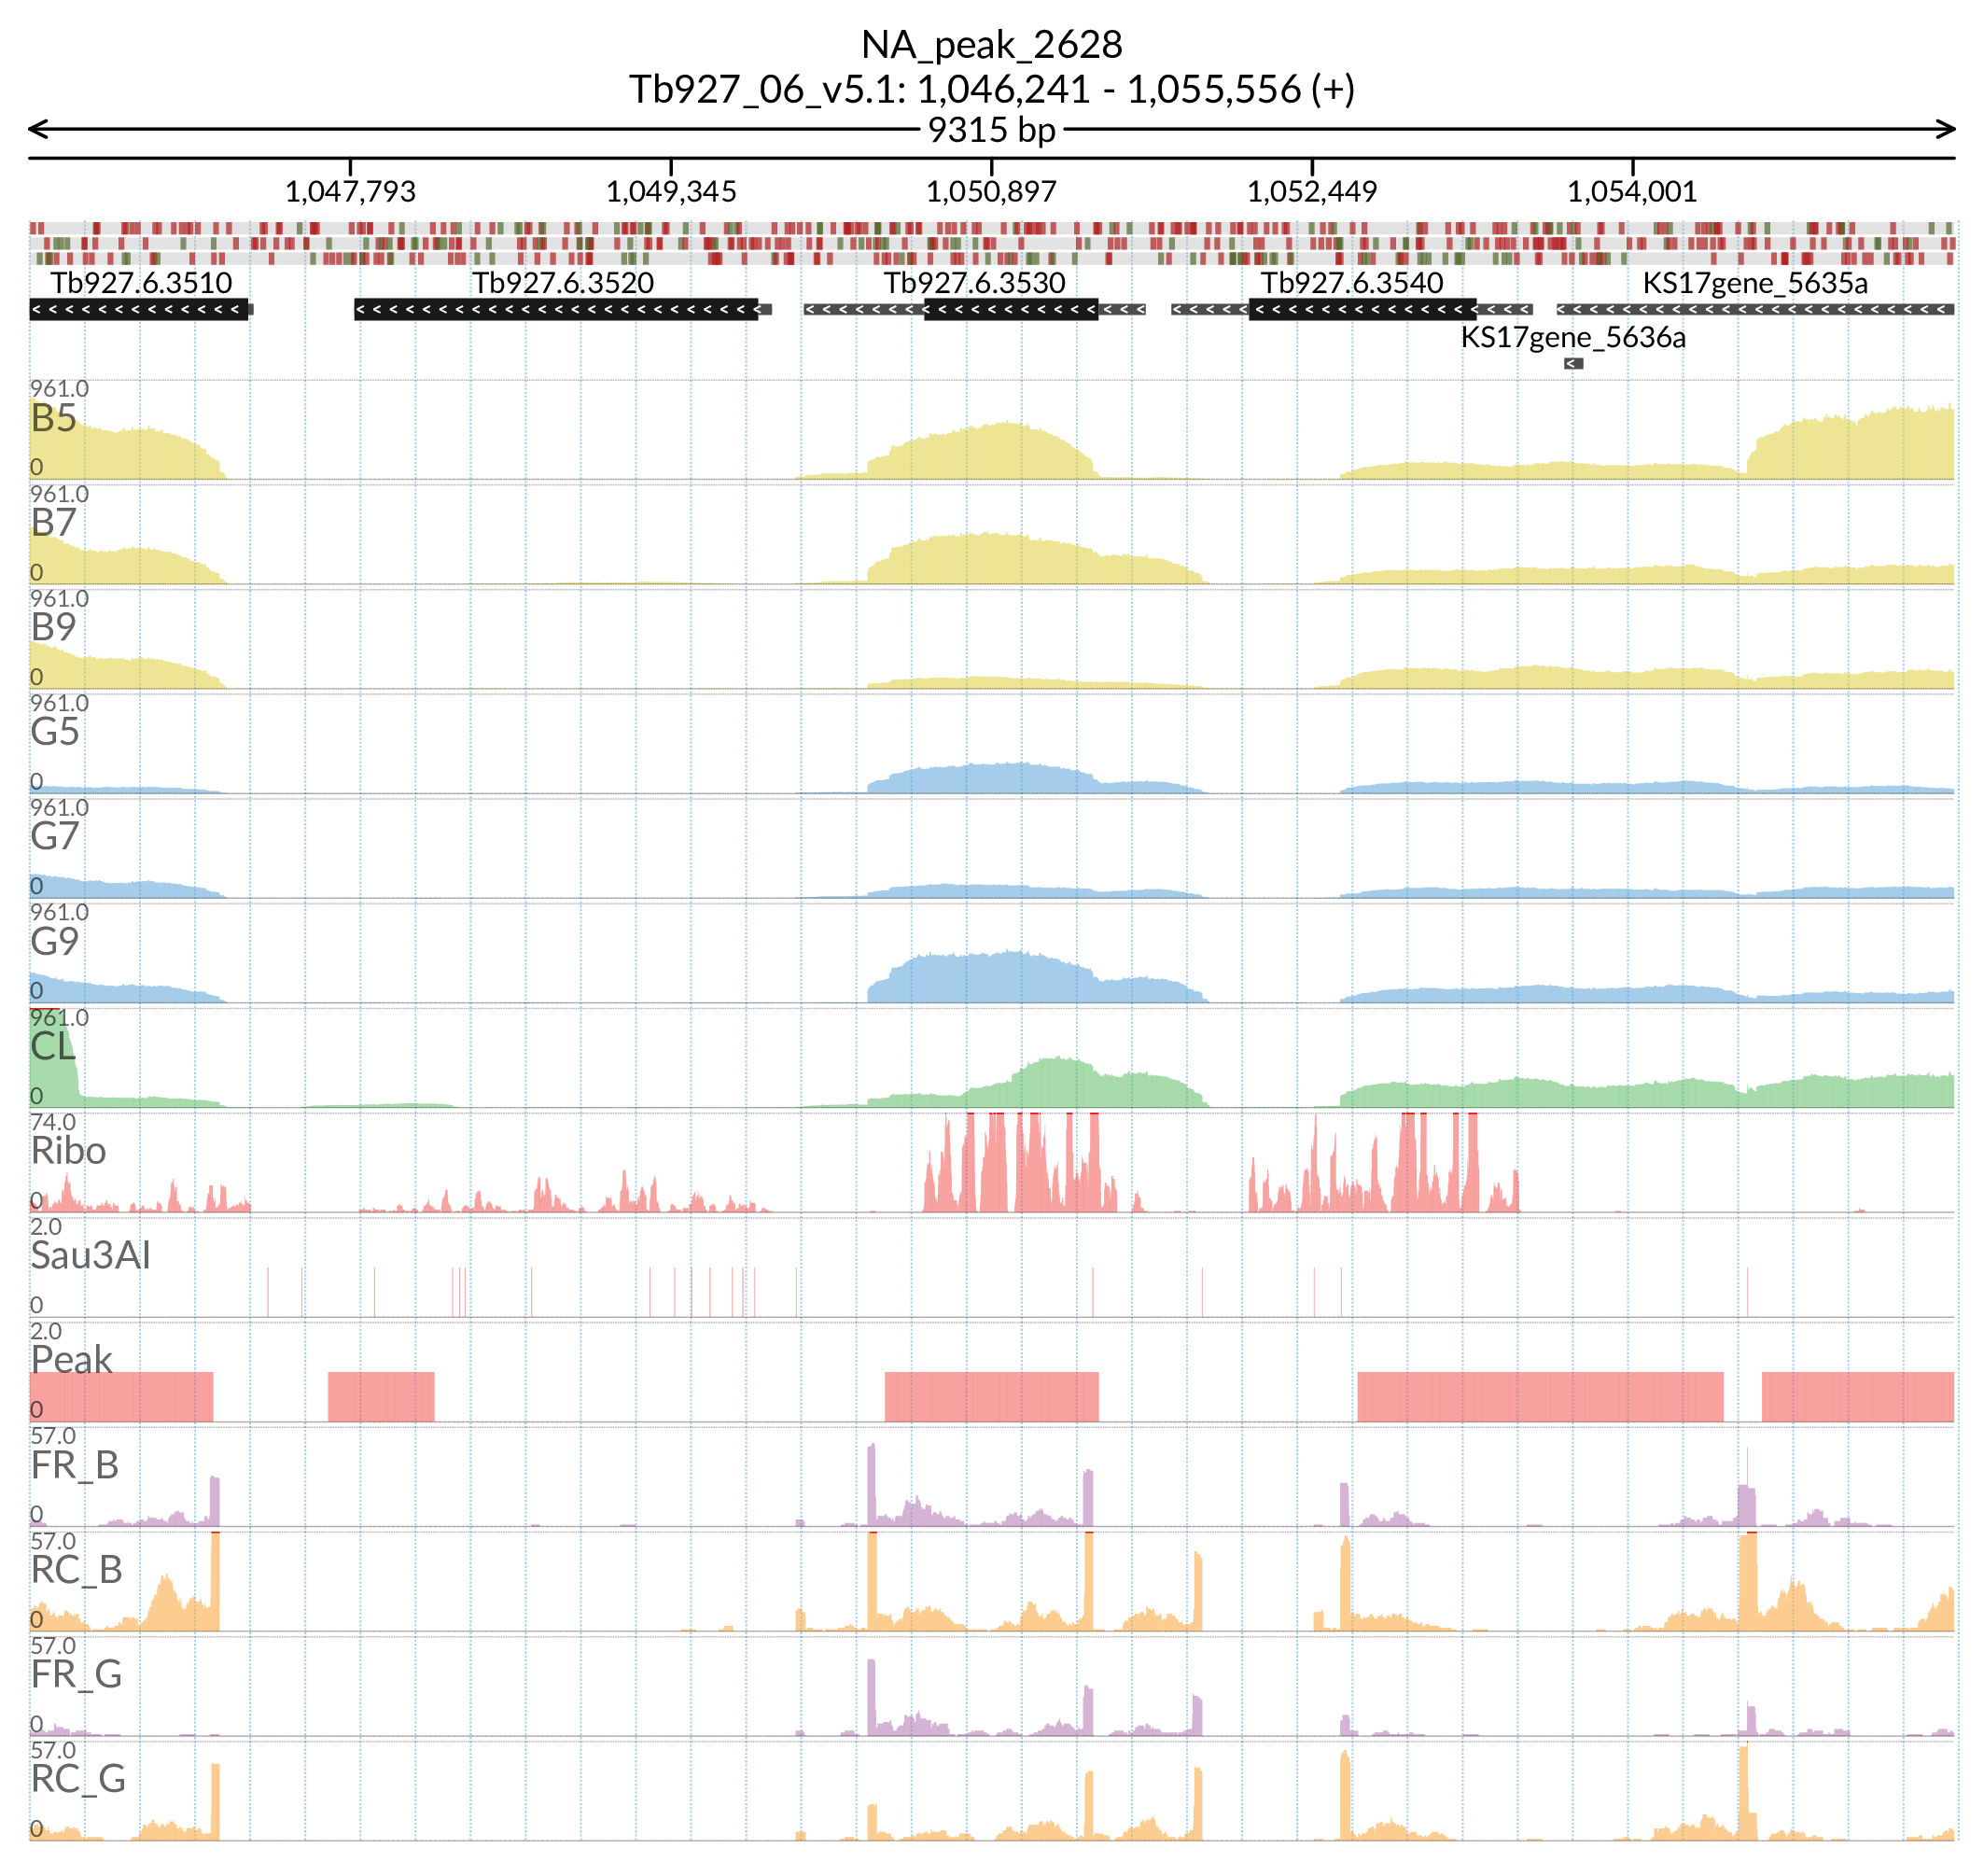 NA_peak_2628
Tb927_06_v5.1: 1,046,241 - 1,055,556 (+)
9315 bp
1,047,793 1,049,345 1,050,897 1,052,449 1,054,001
Tb927.6.3510 Tb927.6.3520 Tb927.6.3530 Tb927.6.3540 KS17gene_5635a
KS17gene_5636a
961.0
B5
0
961.0
B7
0
961.0
B9
0
961.0
G5
0
961.0
G7
0
961.0
G9
0
961.0
CL
0
74.0
Ribo
0
2.0
Sau3AI
0
2.0
Peak
0
57.0
FR_B
0
57.0
RC_B
0
57.0
FR_G
0
57.0
RC_G
0